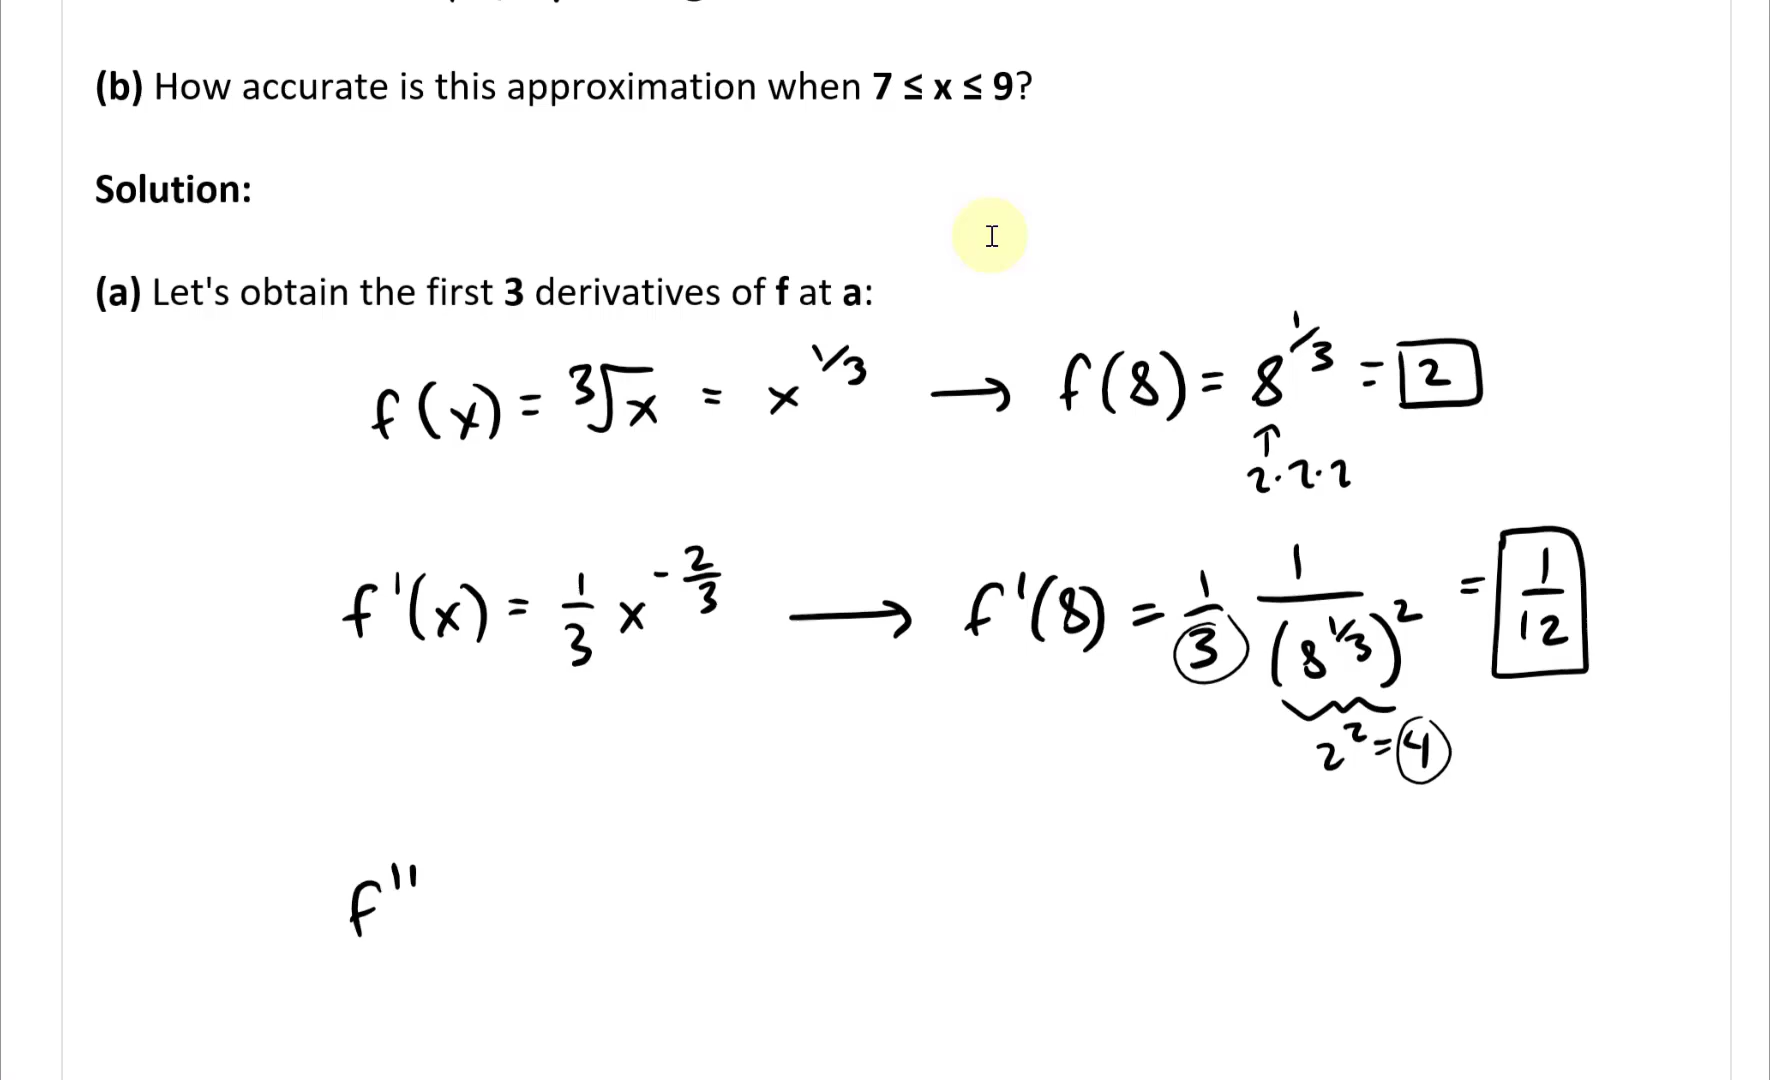 (b) How accurate is this approximation when 7 ≤ x ≤ 9?
Solution:
(a) Let's obtain the first 3 derivatives of f at a:
f(x) = ∛x = x^(1/3) → f(8) = 8^(1/3) = 2
↑
2·2·2
f'(x) = 1/3 x^(-2/3) → f'(8) = 1/3 1/(8^(1/3))^2 = 1/12
2^2 = 4
f''